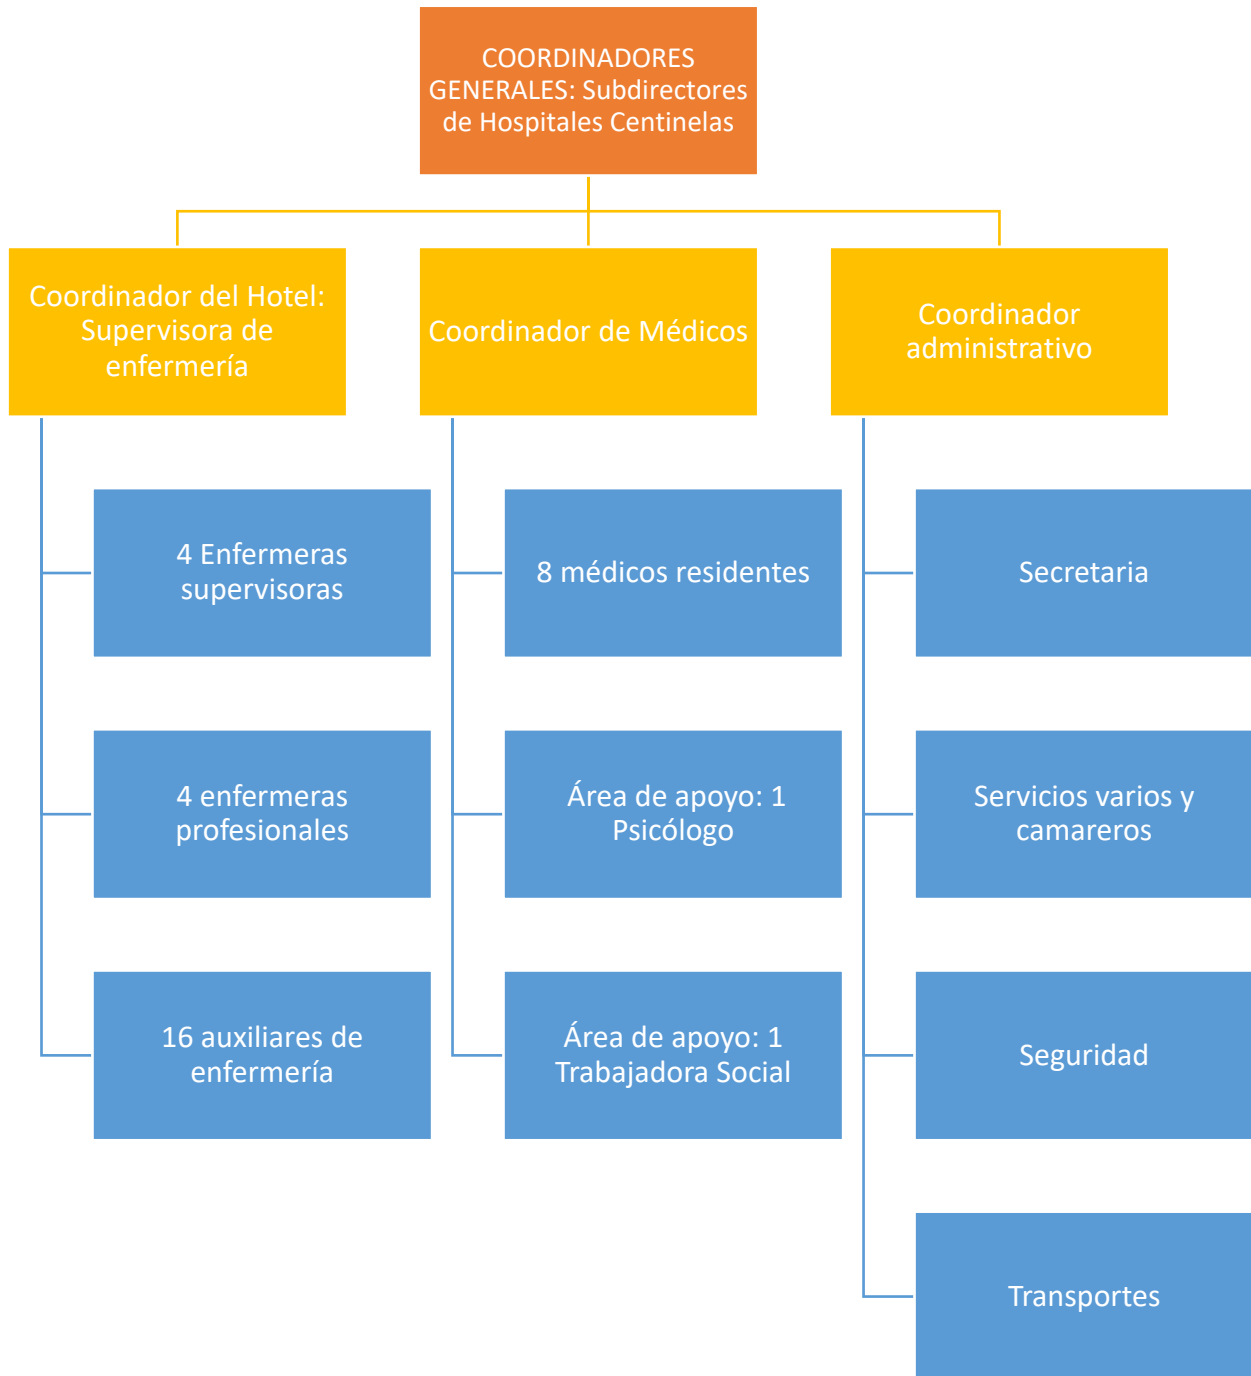 COORDINADORES
GENERALES: Subdirectores
de Hospitales Centinelas
Coordinador del Hotel:
Supervisora de
enfermería
Coordinador de Médicos
Coordinador
administrativo
4 Enfermeras
supervisoras
8 médicos residentes
Secretaria
4 enfermeras
profesionales
Área de apoyo: 1
Psicólogo
Servicios varios y
camareros
16 auxiliares de
enfermería
Área de apoyo: 1
Trabajadora Social
Seguridad
Transportes